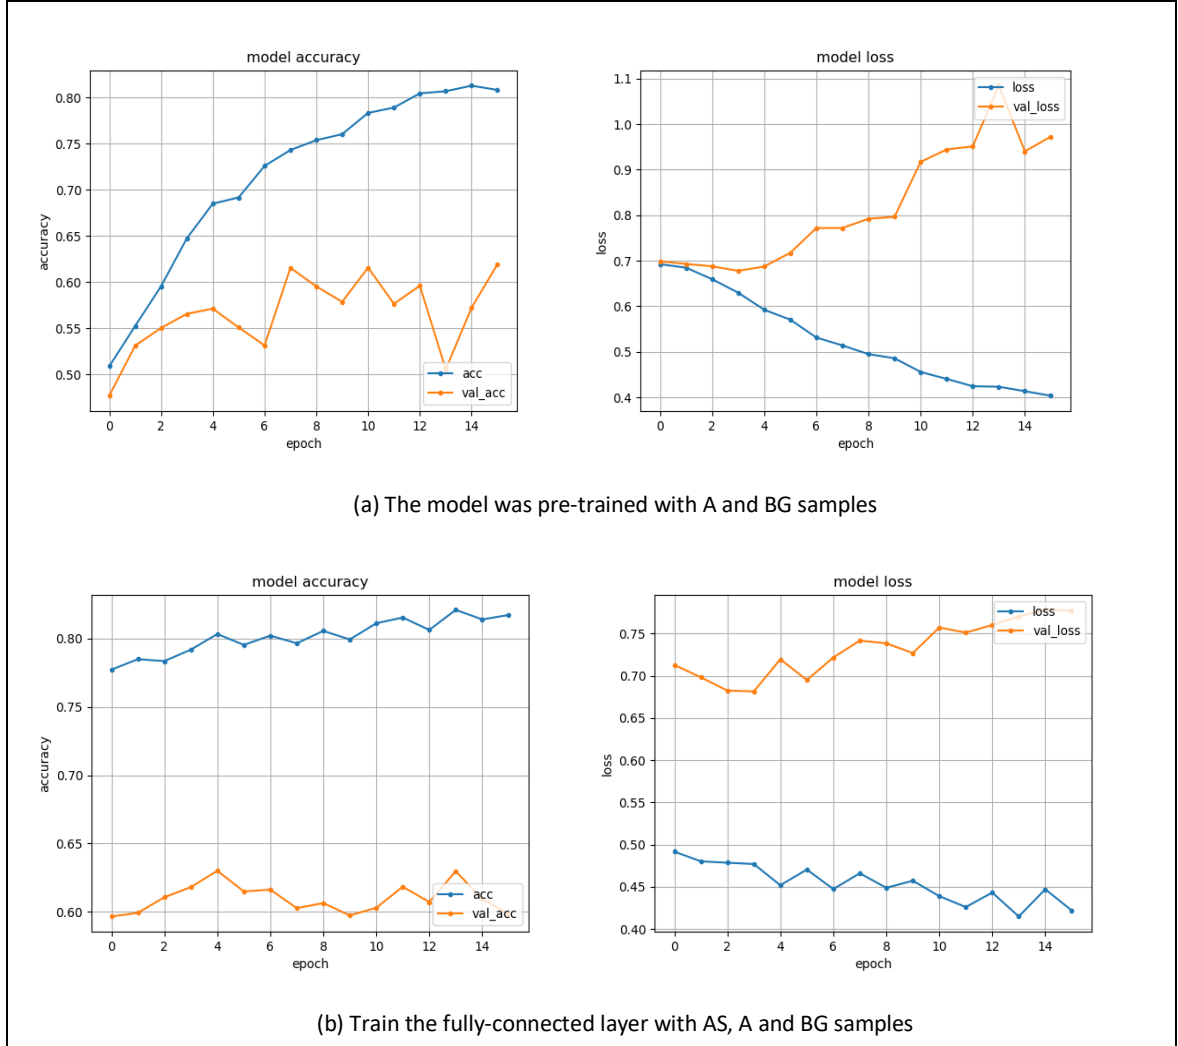 model accuracy
0.80
0.75
0.70
0.65
0.60
0.55
0.50
accuracy
acc
val_acc
0 2 4 6 8 10 12 14
epoch
model loss
1.1
1.0
0.9
0.8
0.7
0.6
0.5
0.4
loss
loss
val_loss
0 2 4 6 8 10 12 14
epoch
(a) The model was pre-trained with A and BG samples
model accuracy
0.80
0.75
0.70
0.65
0.60
accuracy
acc
val_acc
0 2 4 6 8 10 12 14
epoch
model loss
0.75
0.70
0.65
0.60
0.55
0.50
0.45
0.40
loss
loss
val_loss
0 2 4 6 8 10 12 14
epoch
(b) Train the fully-connected layer with AS, A and BG samples